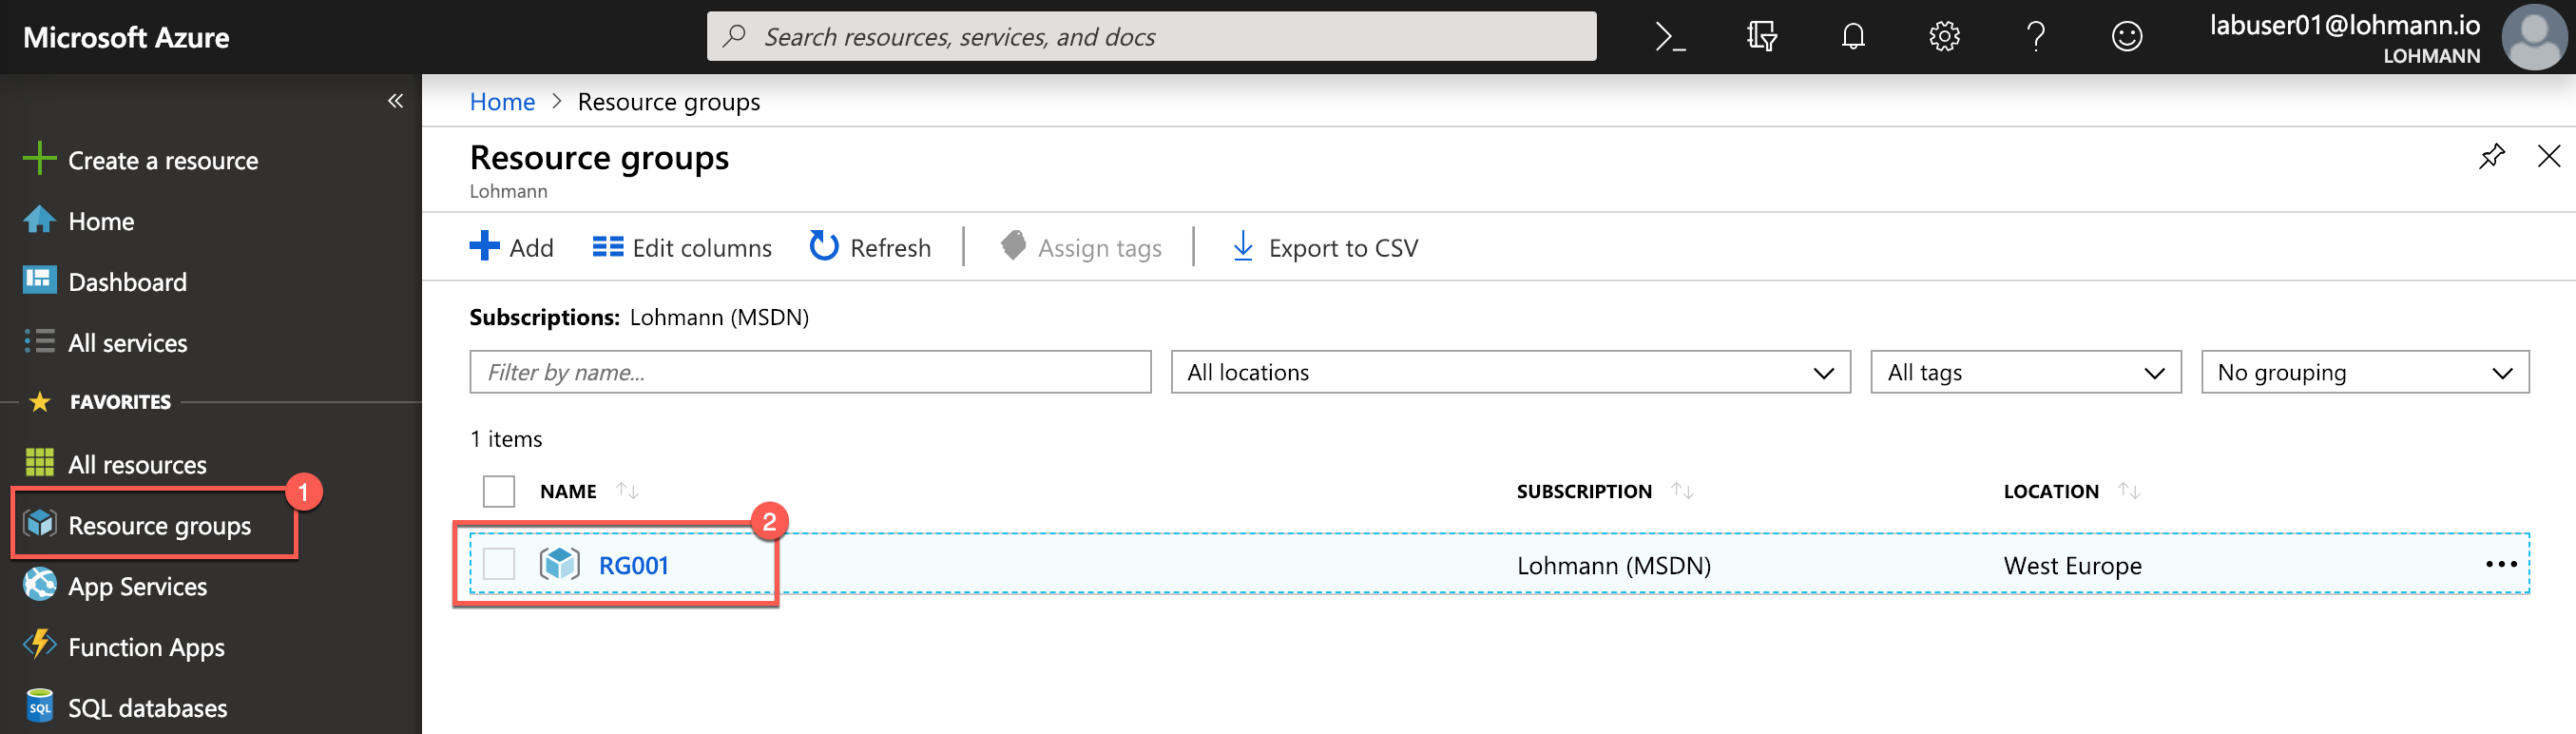 Microsoft Azure
Search resources, services, and docs
labuser01@lohmann.io
LOHMANN
Create a resource
Home
Dashboard
All services
FAVORITES
All resources
1
Resource groups
App Services
Function Apps
SQL
SQL databases
Home > Resource groups
Resource groups
Lohmann
Add
Edit columns
Refresh
Assign tags
Export to CSV
Subscriptions: Lohmann (MSDN)
Filter by name...
All locations
All tags
No grouping
1 items
NAME
SUBSCRIPTION
LOCATION
2
RG001
Lohmann (MSDN)
West Europe